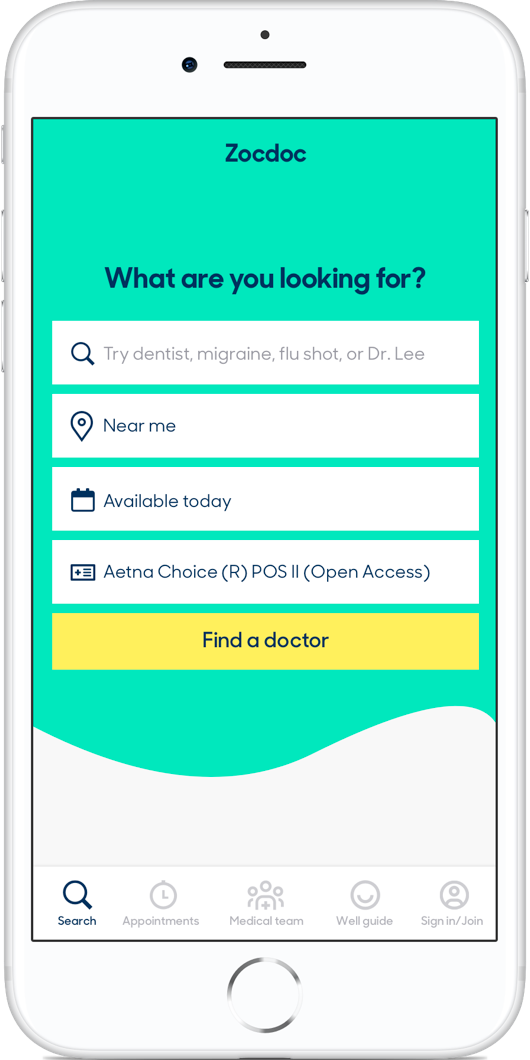 Zocdoc
What are you looking for?
Try dentist, migraine, flu shot, or Dr. Lee
Near me
Available today
Aetna Choice (R) POS II (Open Access)
Find a doctor
Search
Appointments
Medical team
Well guide
Sign in/Join